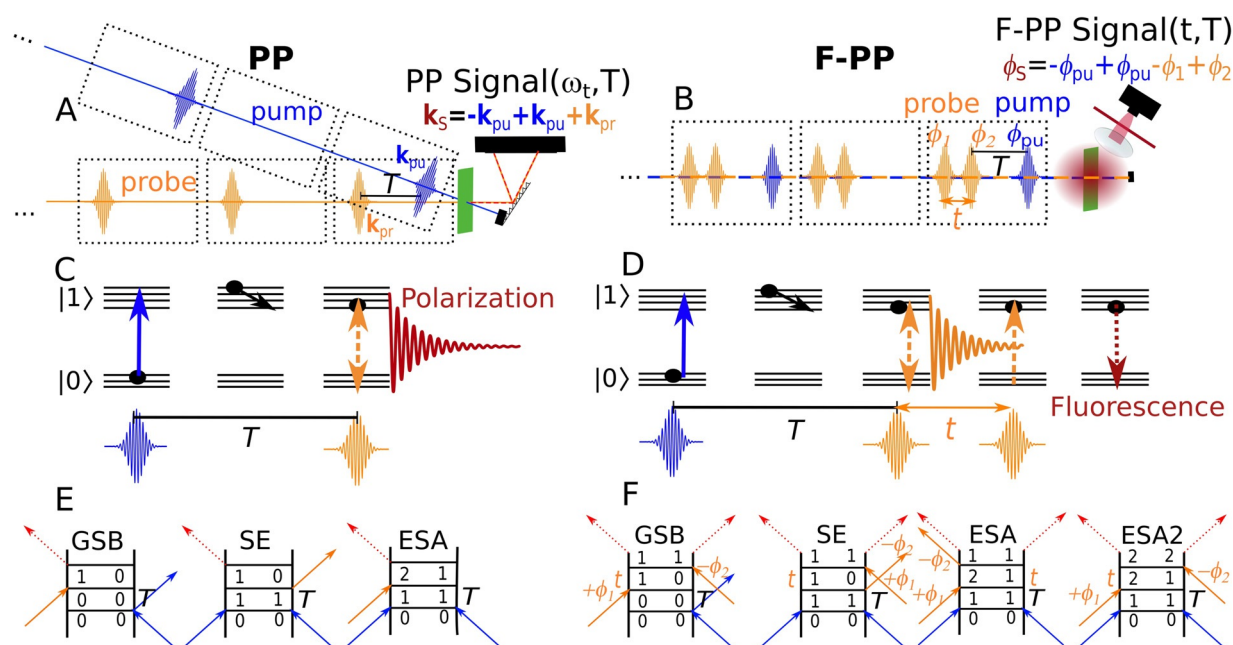 PP
F-PP
...
A
pump
PP Signal(ω_t,T)
k_S=-k_pu+k_pu+k_pr
k_pu
T
probe
...
k_pr
F-PP Signal(t,T)
ϕ_S=-ϕ_pu+ϕ_pu-ϕ_1+ϕ_2
B
probe pump
ϕ_1 ϕ_2 ϕ_pu
T
...
t
C
|1⟩
Polarization
|0⟩
T
D
|1⟩
|0⟩
Fluorescence
T
t
E
GSB
1 0
0 0
T
0 0
SE
1 0
1 1
T
0 0
ESA
2 1
1 1
T
0 0
F
GSB
1 1
-ϕ_2
t
1 0
+ϕ_1
0 0
T
0 0
SE
1 1
-ϕ_2
t
1 0
+ϕ_1
1 1
T
0 0
ESA
1 1
-ϕ_2
2 1
t
+ϕ_1
1 1
T
0 0
ESA2
2 2
-ϕ_2
t
2 1
+ϕ_1
1 1
T
0 0